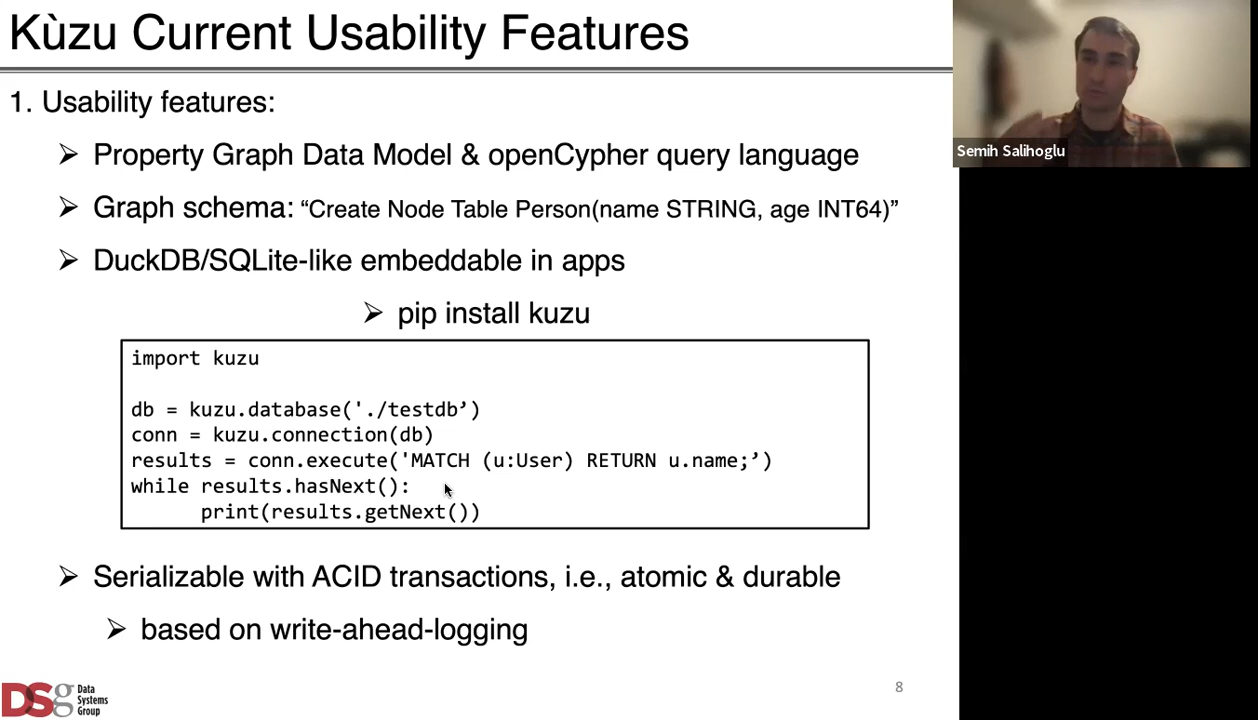 Kùzu Current Usability Features
1. Usability features:
➢ Property Graph Data Model & openCypher query language
➢ Graph schema: “Create Node Table Person(name STRING, age INT64)”
➢ DuckDB/SQLite-like embeddable in apps
➢ pip install kuzu
import kuzu
db = kuzu.database('./testdb’)
conn = kuzu.connection(db)
results = conn.execute('MATCH (u:User) RETURN u.name;’)
while results.hasNext():
print(results.getNext())
➢ Serializable with ACID transactions, i.e., atomic & durable
➢ based on write-ahead-logging
DSg Data
Systems
Group
8
Semih Salihoglu